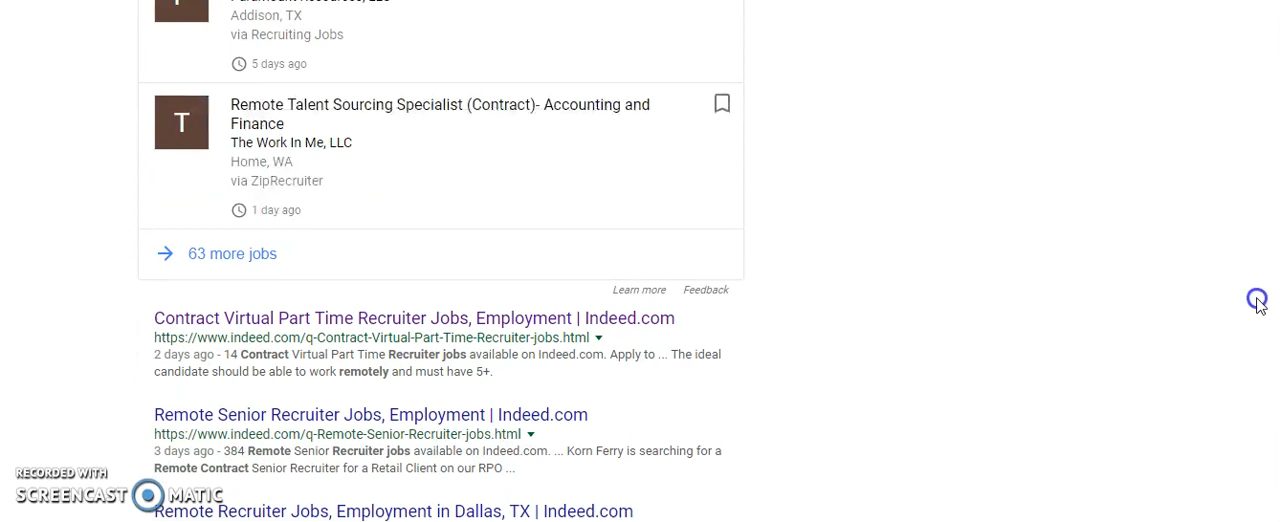 Paramount Resources, LLC
Addison, TX
via Recruiting Jobs
5 days ago
T
Remote Talent Sourcing Specialist (Contract)- Accounting and
Finance
The Work In Me, LLC
Home, WA
via ZipRecruiter
1 day ago
63 more jobs
Learn more Feedback
Contract Virtual Part Time Recruiter Jobs, Employment | Indeed.com
https://www.indeed.com/q-Contract-Virtual-Part-Time-Recruiter-jobs.html
2 days ago - 14 Contract Virtual Part Time Recruiter jobs available on Indeed.com. Apply to ... The ideal
candidate should be able to work remotely and must have 5+.
Remote Senior Recruiter Jobs, Employment | Indeed.com
https://www.indeed.com/q-Remote-Senior-Recruiter-jobs.html
3 days ago - 384 Remote Senior Recruiter jobs available on Indeed.com. ... Korn Ferry is searching for a
Remote Contract Senior Recruiter for a Retail Client on our RPO ...
RECORDED WITH
SCREENCAST MATIC
Remote Recruiter Jobs, Employment in Dallas, TX | Indeed.com